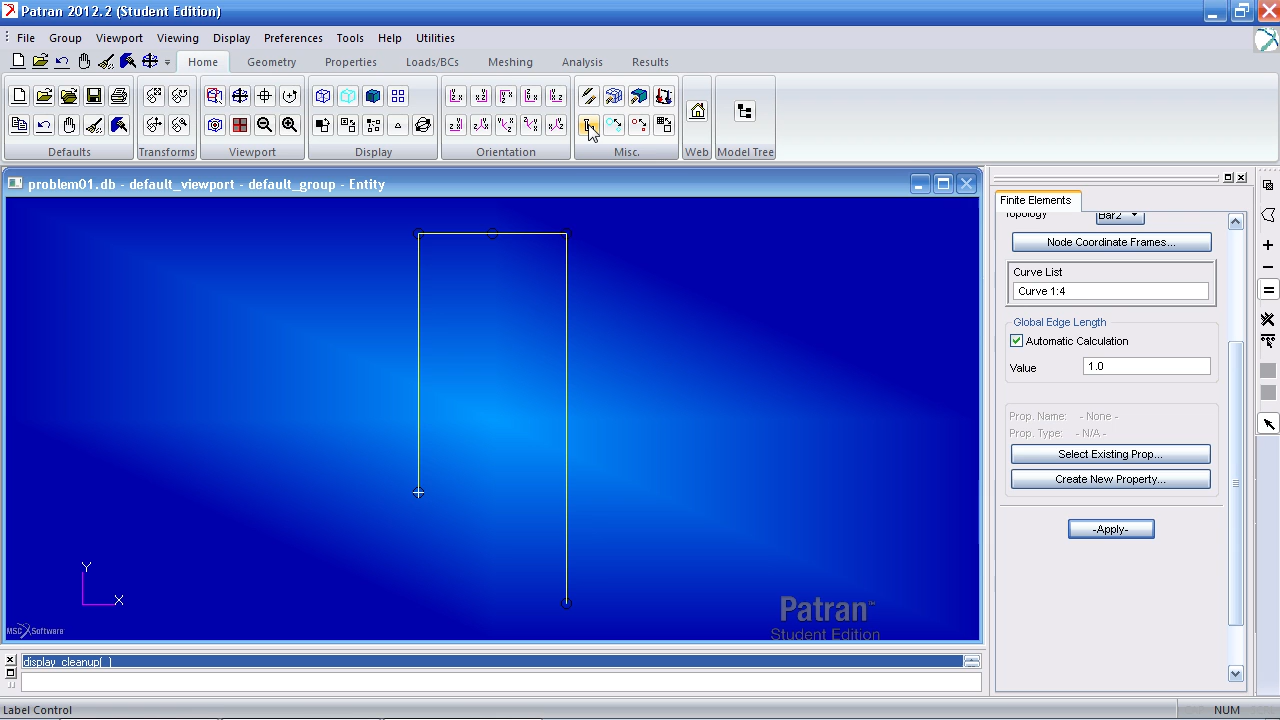 Patran 2012.2 (Student Edition)
File Group Viewport Viewing Display Preferences Tools Help Utilities
Home Geometry Properties Loads/BCs Meshing Analysis Results
Defaults Transforms Viewport Display Orientation Misc. Web Model Tree
problem01.db - default_viewport - default_group - Entity
Finite Elements
Topology Bar2
Node Coordinate Frames...
Curve List
Curve 1:4
Global Edge Length
Automatic Calculation
Value 1.0
Prop. Name: - None -
Prop. Type: - N/A -
Select Existing Prop...
Create New Property...
-Apply-
Y
X
MSC Software
Patran™
Student Edition
display_cleanup( )
Label Control
NUM